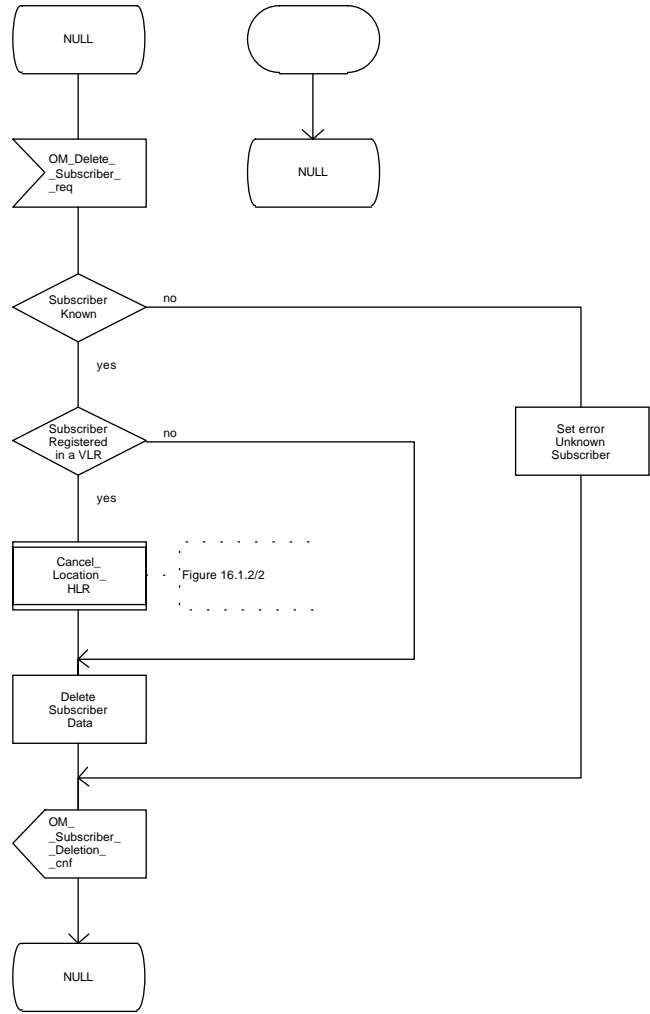 NULL
OM_Delete_
_Subscriber_
_req
NULL
Subscriber
Known
no
yes
Subscriber
Registered
in a VLR
no
Set error
Unknown
Subscriber
yes
Cancel_
Location_
HLR
Figure 16.1.2/2
Delete
Subscriber
Data
OM_
_Subscriber_
_Deletion_
_cnf
NULL